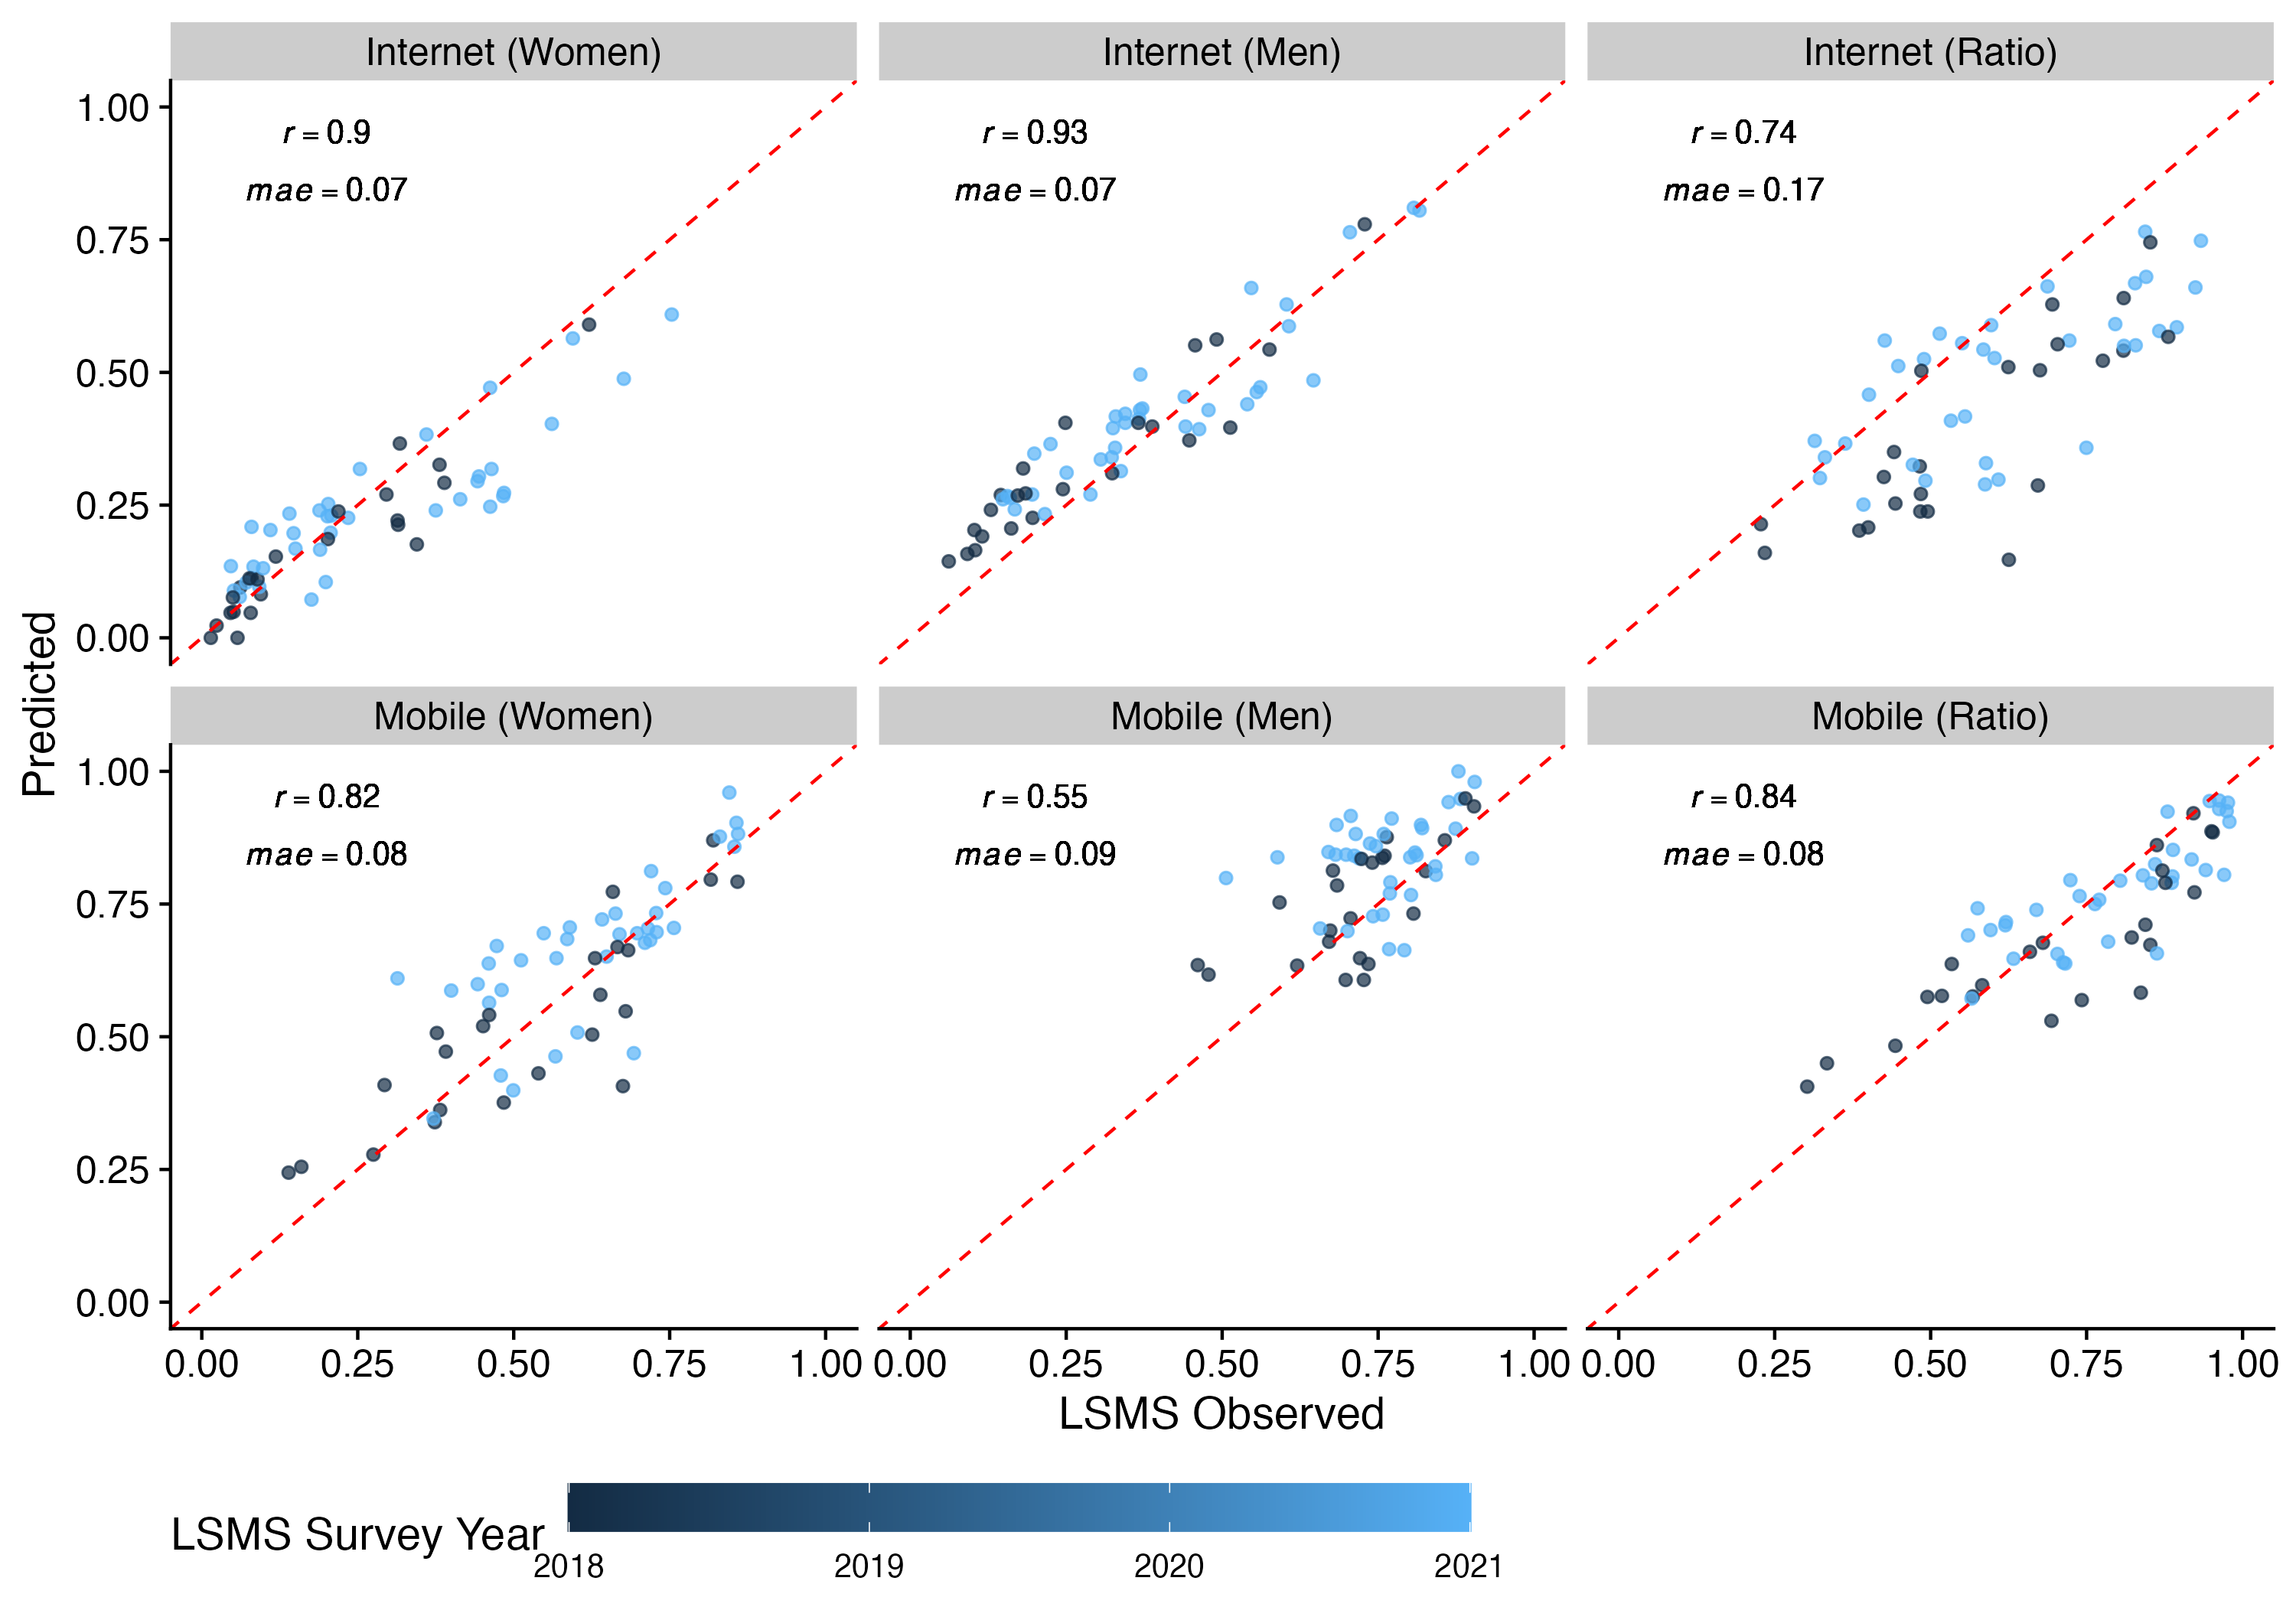 Internet (Women) Internet (Men) Internet (Ratio)
1.00
r = 0.9 r = 0.93 r = 0.74
mae = 0.07 mae = 0.07 mae = 0.17
0.75
0.50
0.25
0.00
Predicted
Mobile (Women) Mobile (Men) Mobile (Ratio)
1.00
r = 0.82 r = 0.55 r = 0.84
mae = 0.08 mae = 0.09 mae = 0.08
0.75
0.50
0.25
0.00
0.00 0.25 0.50 0.75 1.00 0.00 0.25 0.50 0.75 1.00 0.00 0.25 0.50 0.75 1.00
LSMS Observed
LSMS Survey Year
2018 2019 2020 2021